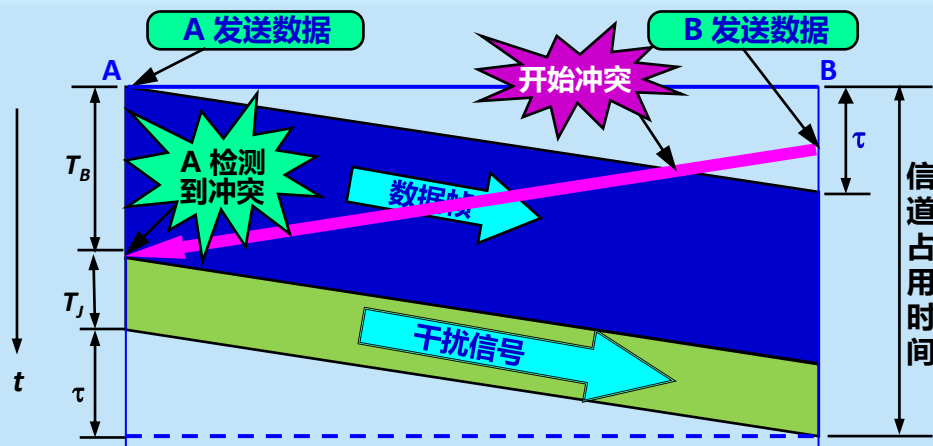 A 发送数据
B 发送数据
A
开始冲突
B
A 检测
到冲突
T_B
τ
数据帧
信道占用时间
T_J
干扰信号
t
τ